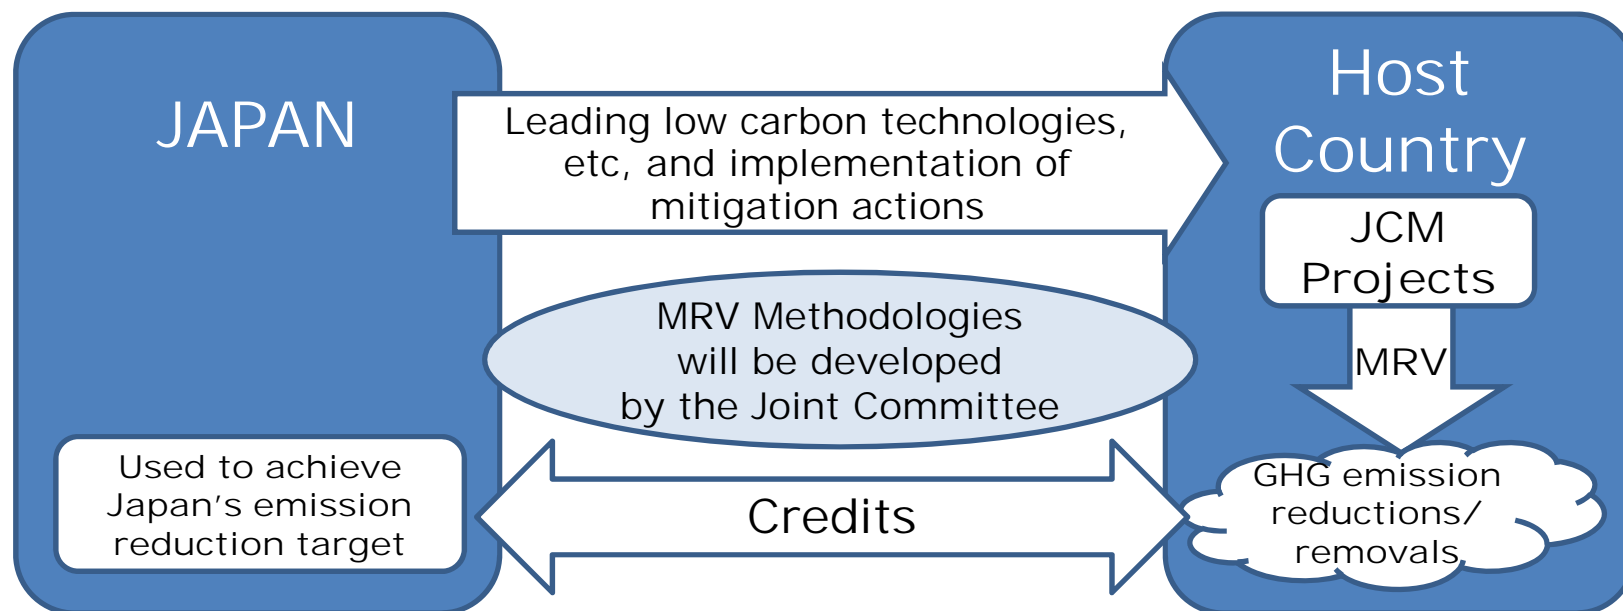 JAPAN
Leading low carbon technologies,
etc, and implementation of
mitigation actions
Host
Country
JCM
Projects
MRV Methodologies
will be developed
by the Joint Committee
MRV
Used to achieve
Japan’s emission
reduction target
Credits
GHG emission
reductions/
removals